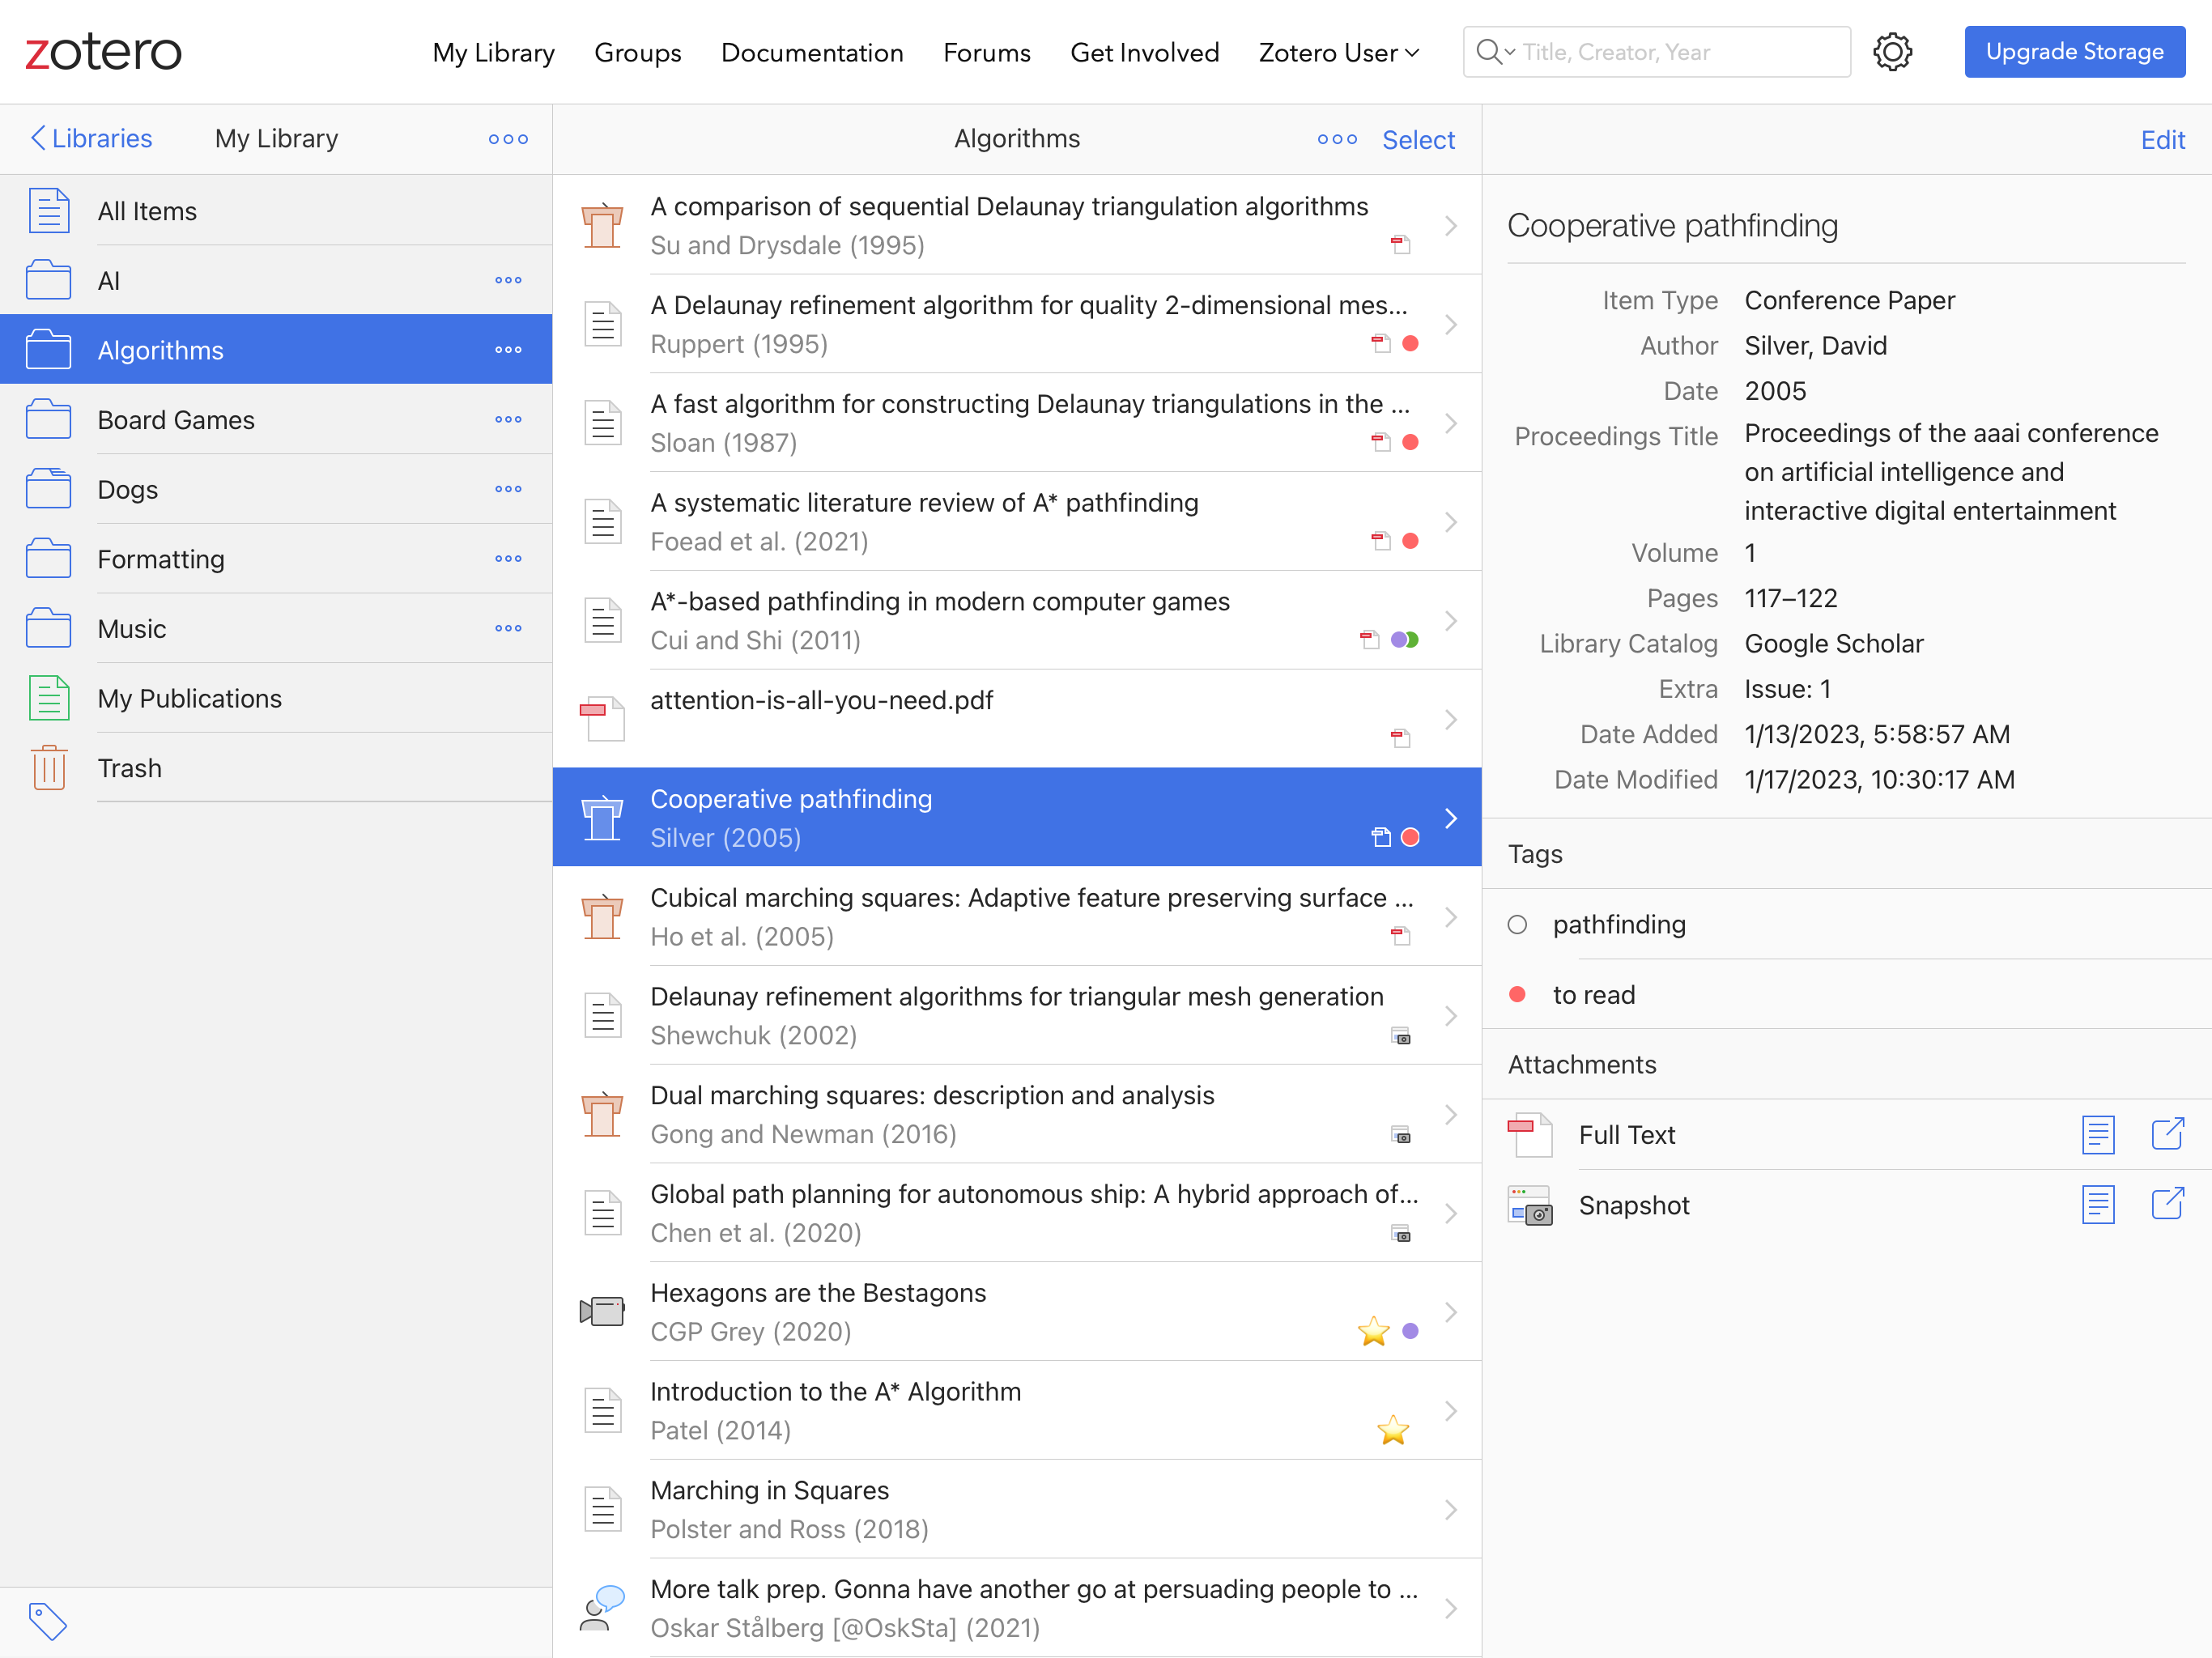 zotero
My Library
Groups
Documentation
Forums
Get Involved
Zotero User
Title, Creator, Year
Upgrade Storage
Libraries
My Library
Algorithms
Select
Edit
All Items
AI
Algorithms
Board Games
Dogs
Formatting
Music
My Publications
Trash
A comparison of sequential Delaunay triangulation algorithms
Su and Drysdale (1995)
A Delaunay refinement algorithm for quality 2-dimensional mes...
Ruppert (1995)
A fast algorithm for constructing Delaunay triangulations in the ...
Sloan (1987)
A systematic literature review of A* pathfinding
Foead et al. (2021)
A*-based pathfinding in modern computer games
Cui and Shi (2011)
attention-is-all-you-need.pdf
Cooperative pathfinding
Silver (2005)
Cubical marching squares: Adaptive feature preserving surface ...
Ho et al. (2005)
Delaunay refinement algorithms for triangular mesh generation
Shewchuk (2002)
Dual marching squares: description and analysis
Gong and Newman (2016)
Global path planning for autonomous ship: A hybrid approach of...
Chen et al. (2020)
Hexagons are the Bestagons
CGP Grey (2020)
Introduction to the A* Algorithm
Patel (2014)
Marching in Squares
Polster and Ross (2018)
More talk prep. Gonna have another go at persuading people to ...
Oskar Stålberg [@OskSta] (2021)
Cooperative pathfinding
Item Type Conference Paper
Author Silver, David
Date 2005
Proceedings Title Proceedings of the aaai conference
on artificial intelligence and
interactive digital entertainment
Volume 1
Pages 117–122
Library Catalog Google Scholar
Extra Issue: 1
Date Added 1/13/2023, 5:58:57 AM
Date Modified 1/17/2023, 10:30:17 AM
Tags
pathfinding
to read
Attachments
Full Text
Snapshot